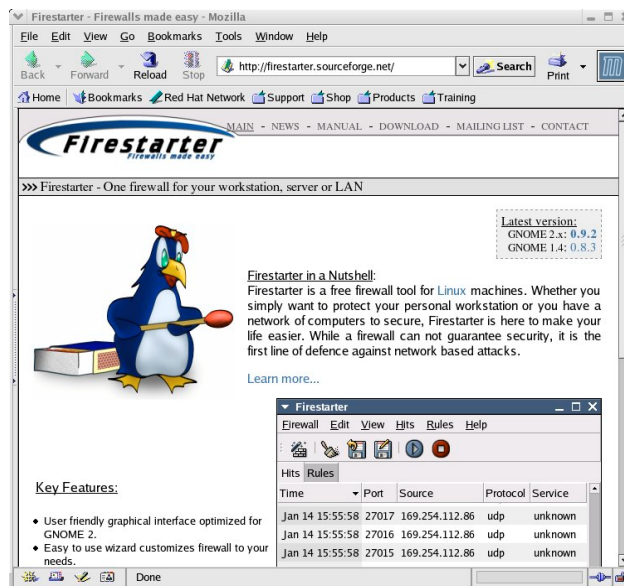 Firestarter - Firewalls made easy - Mozilla
File Edit View Go Bookmarks Tools Window Help
Back Forward Reload Stop http://firestarter.sourceforge.net/ Search Print
Home Bookmarks Red Hat Network Support Shop Products Training
MAIN - NEWS - MANUAL - DOWNLOAD - MAILING LIST - CONTACT
Firestarter
Firewalls made easy
>>> Firestarter - One firewall for your workstation, server or LAN
Latest version:
GNOME 2.x: 0.9.2
GNOME 1.4: 0.8.3
Firestarter in a Nutshell:
Firestarter is a free firewall tool for Linux machines. Whether you
simply want to protect your personal workstation or you have a
network of computers to secure, Firestarter is here to make your
life easier. While a firewall can not guarantee security, it is the
first line of defence against network based attacks.
Learn more...
Firestarter
Firewall Edit View Hits Rules Help
Hits Rules
Time Port Source Protocol Service
Jan 14 15:55:58 27017 169.254.112.86 udp unknown
Jan 14 15:55:58 27016 169.254.112.86 udp unknown
Jan 14 15:55:58 27015 169.254.112.86 udp unknown
Key Features:
User friendly graphical interface optimized for
GNOME 2.
Easy to use wizard customizes firewall to your
needs.
Done